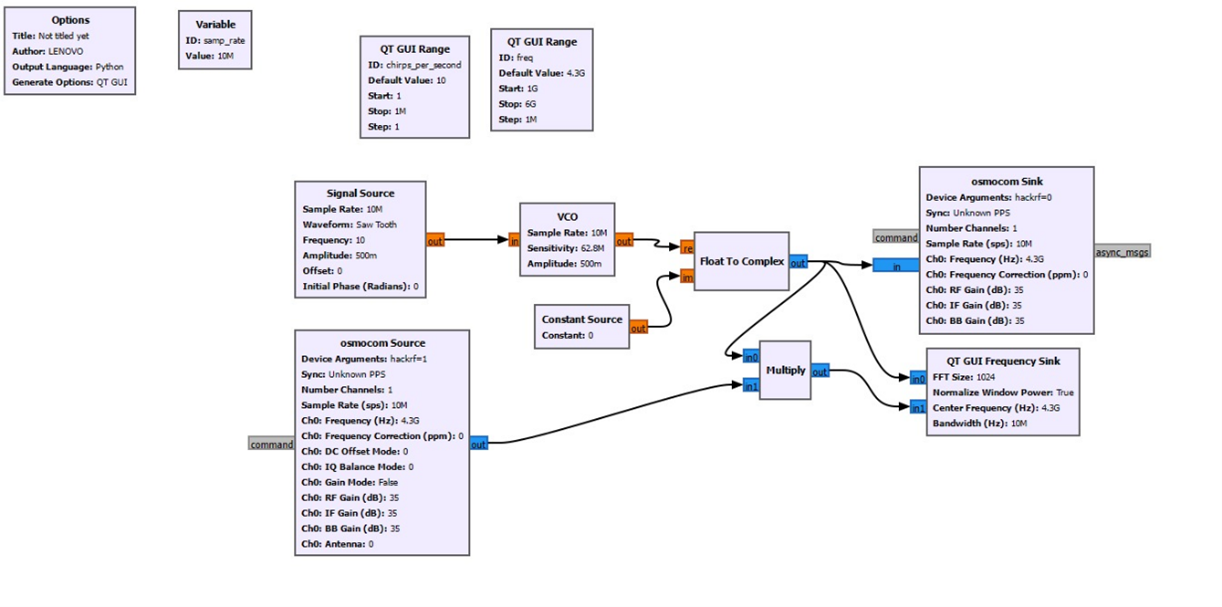 Options
Title: Not titled yet
Author: LENOVO
Output Language: Python
Generate Options: QT GUI
Variable
ID: samp_rate
Value: 10M
QT GUI Range
ID: chirps_per_second
Default Value: 10
Start: 1
Stop: 1M
Step: 1
QT GUI Range
ID: freq
Default Value: 4.3G
Start: 1G
Stop: 6G
Step: 1M
Signal Source
Sample Rate: 10M
Waveform: Saw Tooth
Frequency: 10
Amplitude: 500m
Offset: 0
Initial Phase (Radians): 0
out
in
VCO
Sample Rate: 10M
Sensitivity: 62.8M
Amplitude: 500m
out
Constant Source
Constant: 0
out
re
im
Float To Complex
out
command
in
osmocom Sink
Device Arguments: hackrf=0
Sync: Unknown PPS
Number Channels: 1
Sample Rate (sps): 10M
Ch0: Frequency (Hz): 4.3G
Ch0: Frequency Correction (ppm): 0
Ch0: RF Gain (dB): 35
Ch0: IF Gain (dB): 35
Ch0: BB Gain (dB): 35
async_msgs
command
osmocom Source
Device Arguments: hackrf=1
Sync: Unknown PPS
Number Channels: 1
Sample Rate (sps): 10M
Ch0: Frequency (Hz): 4.3G
Ch0: Frequency Correction (ppm): 0
Ch0: DC Offset Mode: 0
Ch0: IQ Balance Mode: 0
Ch0: Gain Mode: False
Ch0: RF Gain (dB): 35
Ch0: IF Gain (dB): 35
Ch0: BB Gain (dB): 35
Ch0: Antenna: 0
out
in0
in1
Multiply
out
in0
in1
QT GUI Frequency Sink
FFT Size: 1024
Normalize Window Power: True
Center Frequency (Hz): 4.3G
Bandwidth (Hz): 10M